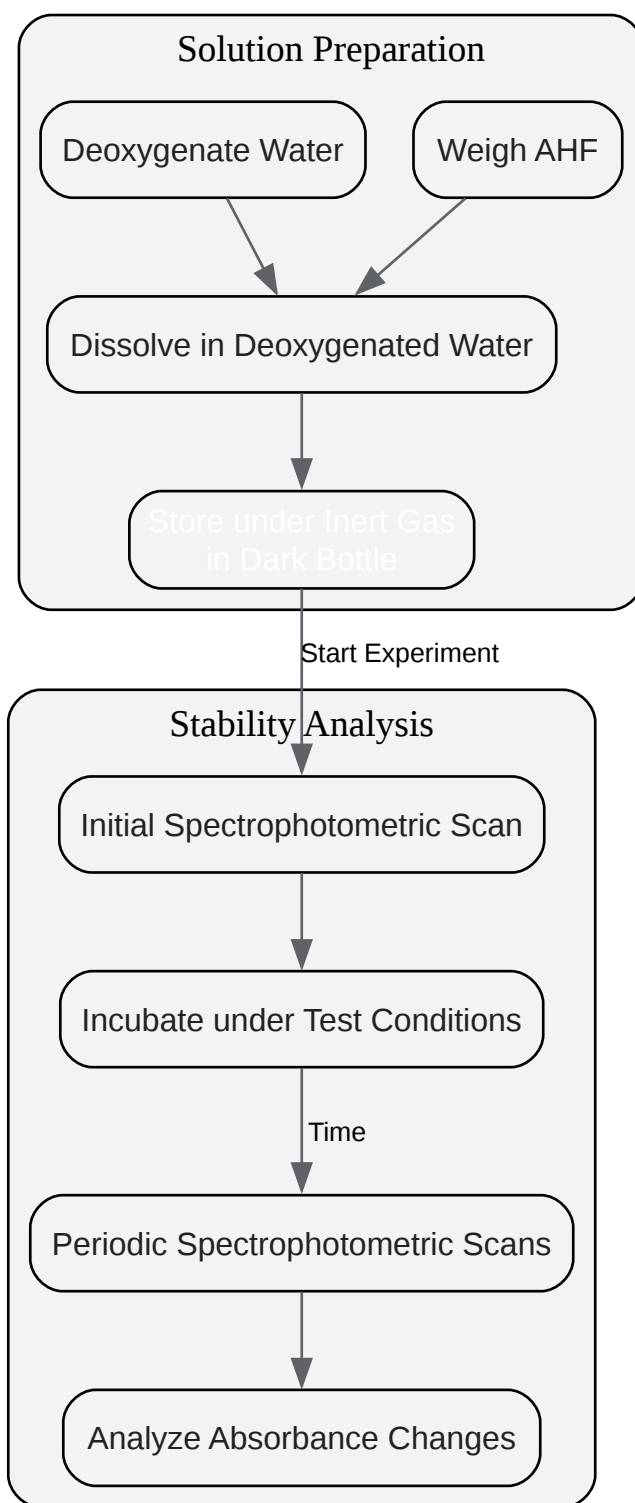 Solution Preparation
Deoxygenate Water
Weigh AHF
Dissolve in Deoxygenated Water
Store under Inert Gas
in Dark Bottle
Start Experiment
Stability Analysis
Initial Spectrophotometric Scan
Incubate under Test Conditions
Time
Periodic Spectrophotometric Scans
Analyze Absorbance Changes